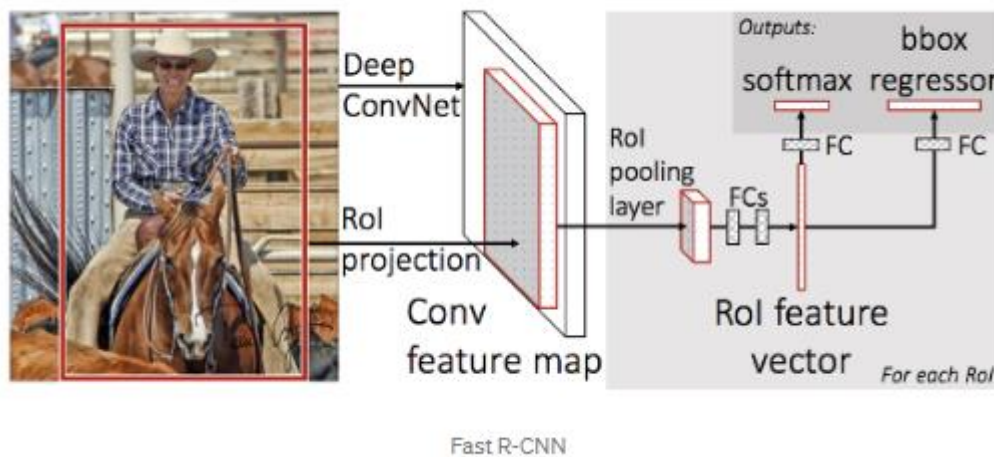 Deep
ConvNet
RoI
projection
Conv
feature map
RoI
pooling
layer
FCs
RoI feature
vector
For each RoI
Outputs:
softmax
bbox
regressor
FC
FC
Fast R-CNN